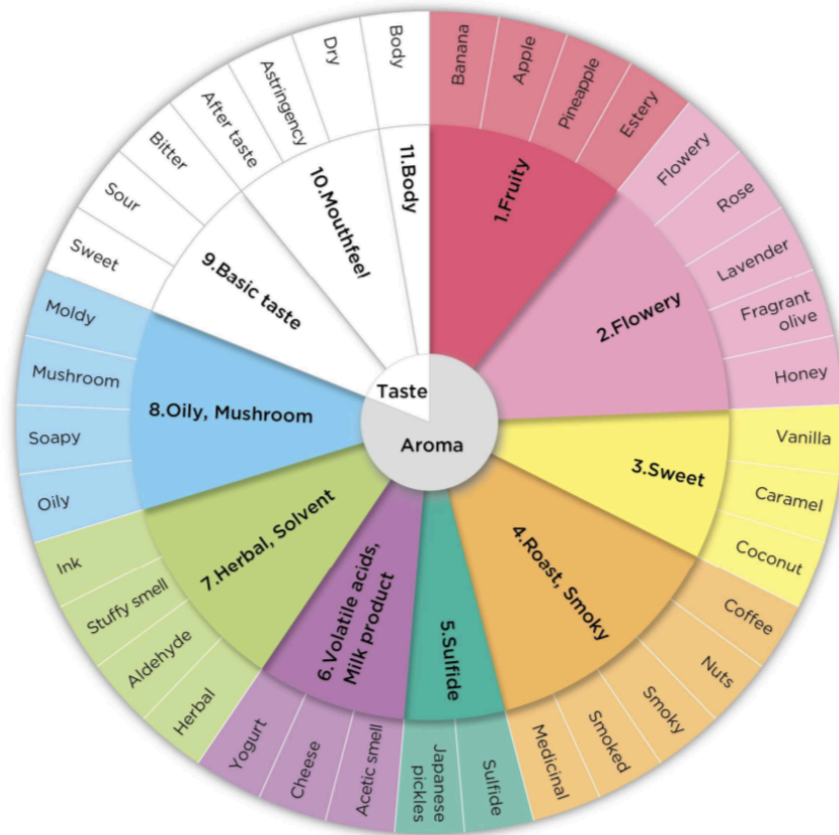 Banana
Apple
Pineapple
Estery
1.Fruity
Flowery
Rose
Lavender
Fragrant
olive
Honey
2.Flowery
Vanilla
Caramel
Coconut
3.Sweet
Coffee
Nuts
Smoky
Smoked
Medicinal
4.Roast, Smoky
Sulfide
Japanese
pickles
5.Sulfide
Acetic smell
Cheese
Yogurt
6.Volatile acids,
Milk product
Herbal
Aldehyde
Stuffy smell
Ink
7.Herbal, Solvent
Oily
Soapy
Mushroom
Moldy
8.Oily, Mushroom
Sweet
Sour
Bitter
9.Basic taste
After taste
Astringency
Dry
10.Mouthfeel
Body
11.Body
Taste
Aroma